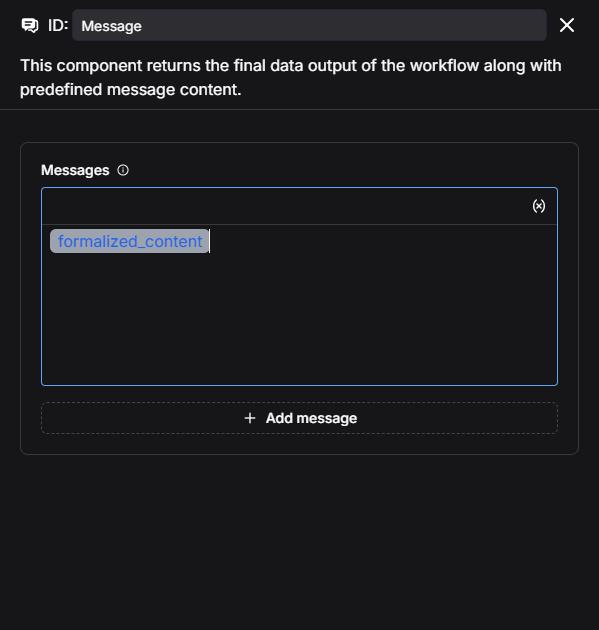 ID: Message
This component returns the final data output of the workflow along with
predefined message content.
Messages
(x)
formalized_content
+ Add message